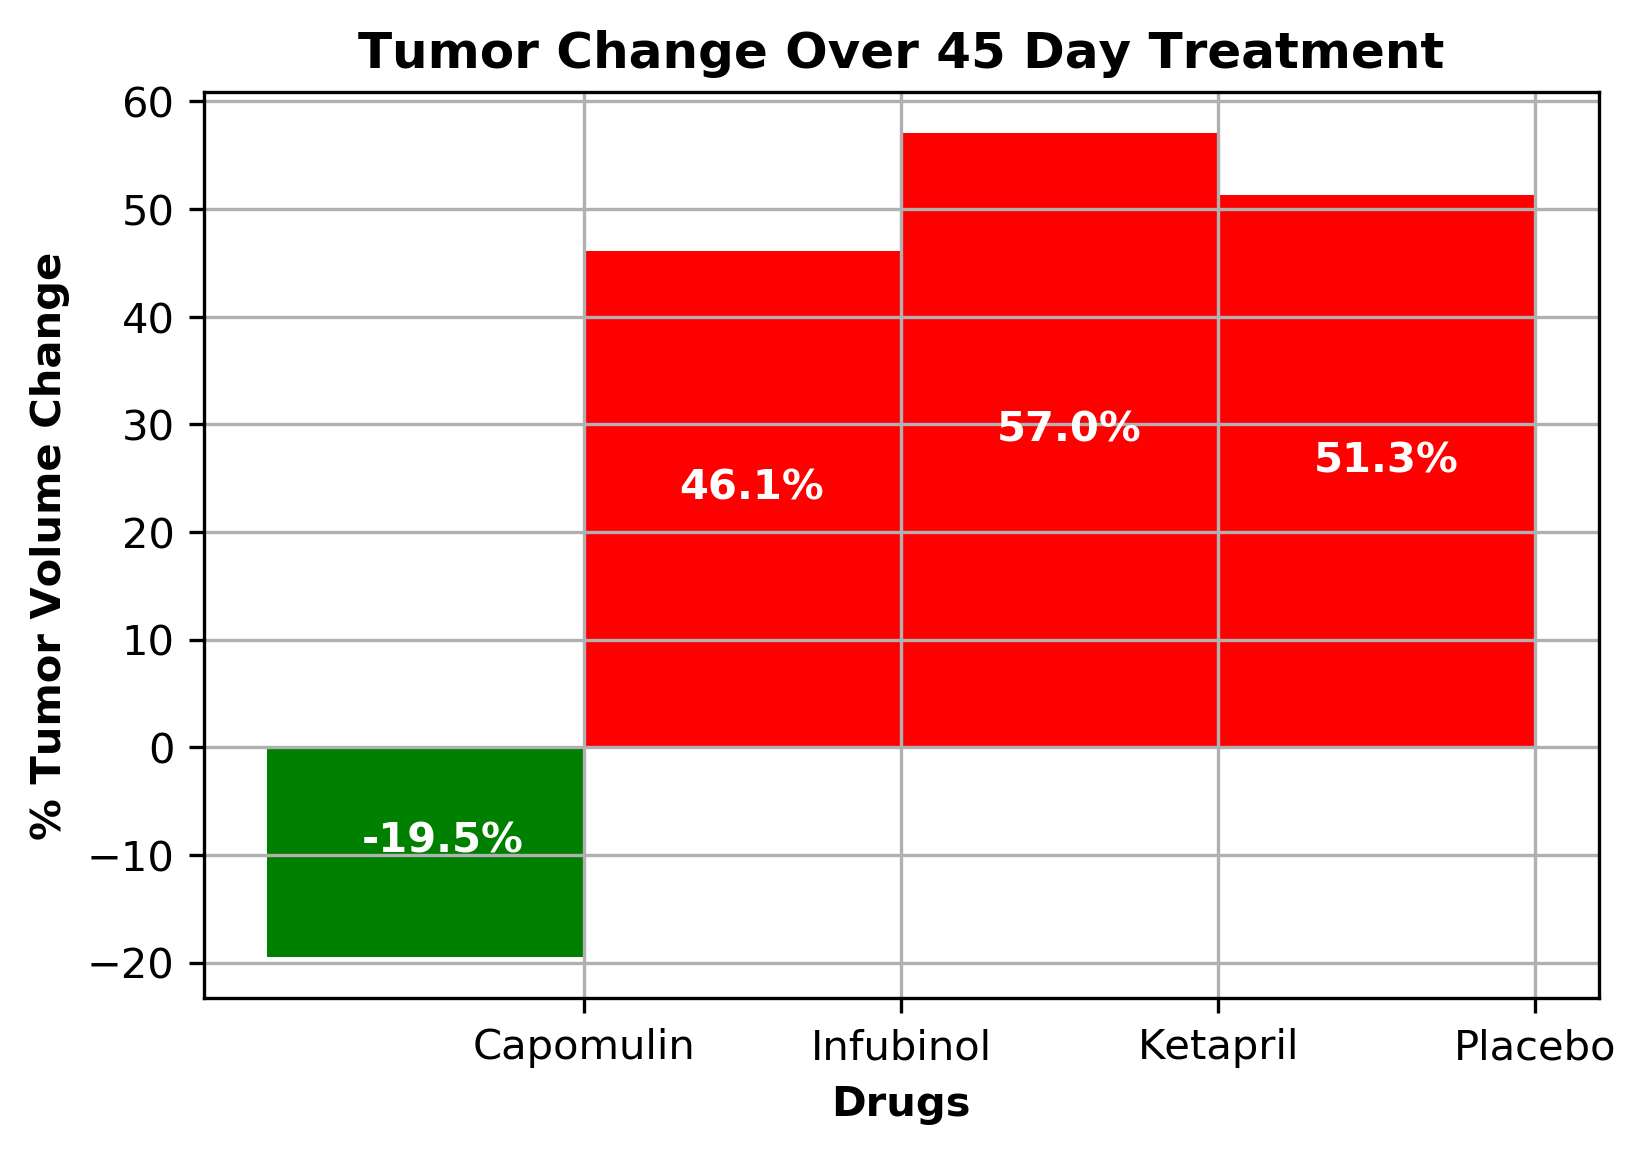 Tumor Change Over 45 Day Treatment
% Tumor Volume Change
60
50
40
30
20
10
0
−10
−20
-19.5%
46.1%
57.0%
51.3%
Capomulin
Infubinol
Ketapril
Placebo
Drugs